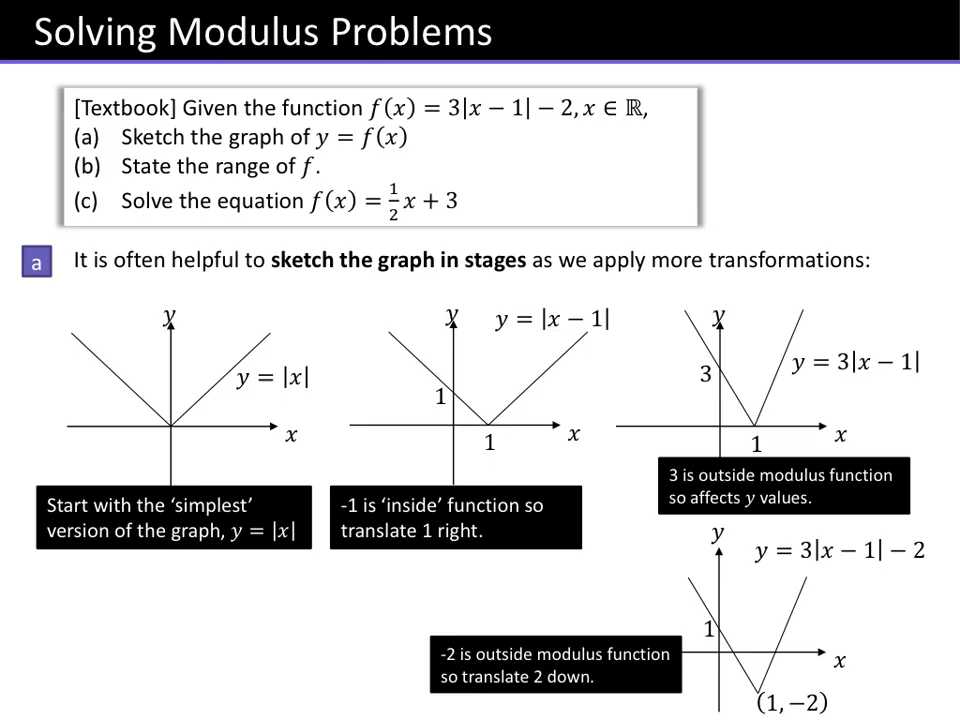 Solving Modulus Problems
[Textbook] Given the function f(x) = 3|x − 1| − 2, x ∈ ℝ,
(a) Sketch the graph of y = f(x)
(b) State the range of f.
(c) Solve the equation f(x) = 1/2 x + 3
a It is often helpful to sketch the graph in stages as we apply more transformations:
y
y = |x|
x
Start with the ‘simplest’
version of the graph, y = |x|
y
y = |x − 1|
1
1
x
-1 is ‘inside’ function so
translate 1 right.
y
y = 3|x − 1|
3
1
x
3 is outside modulus function
so affects y values.
y
y = 3|x − 1| − 2
1
x
(1, −2)
-2 is outside modulus function
so translate 2 down.